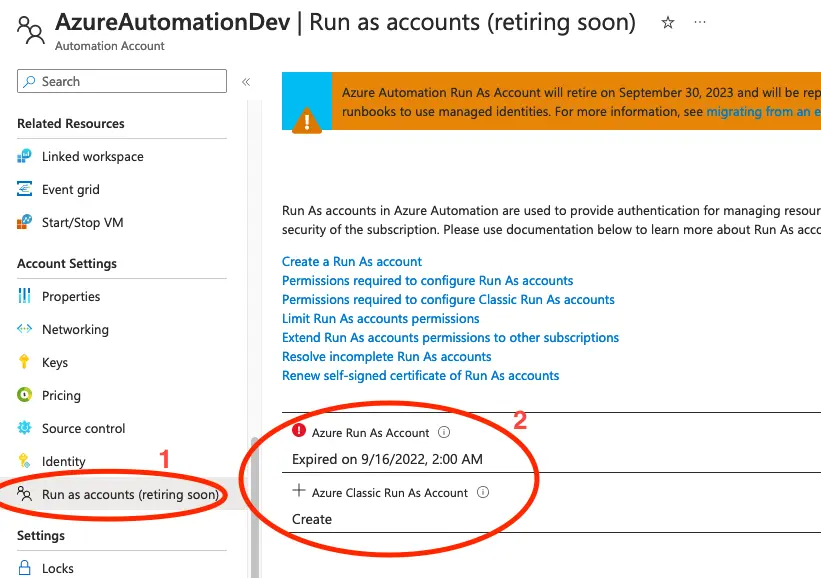 AzureAutomationDev | Run as accounts (retiring soon)
Automation Account
Search
Related Resources
Linked workspace
Event grid
Start/Stop VM
Account Settings
Properties
Networking
Keys
Pricing
Source control
Identity
1
Run as accounts (retiring soon)
Settings
Locks
Azure Automation Run As Account will retire on September 30, 2023 and will be rep
runbooks to use managed identities. For more information, see migrating from an e
Run As accounts in Azure Automation are used to provide authentication for managing resour
security of the subscription. Please use documentation below to learn more about Run As acco
Create a Run As account
Permissions required to configure Run As accounts
Permissions required to configure Classic Run As accounts
Limit Run As accounts permissions
Extend Run As accounts permissions to other subscriptions
Resolve incomplete Run As accounts
Renew self-signed certificate of Run As accounts
2
Azure Run As Account
Expired on 9/16/2022, 2:00 AM
Azure Classic Run As Account
Create